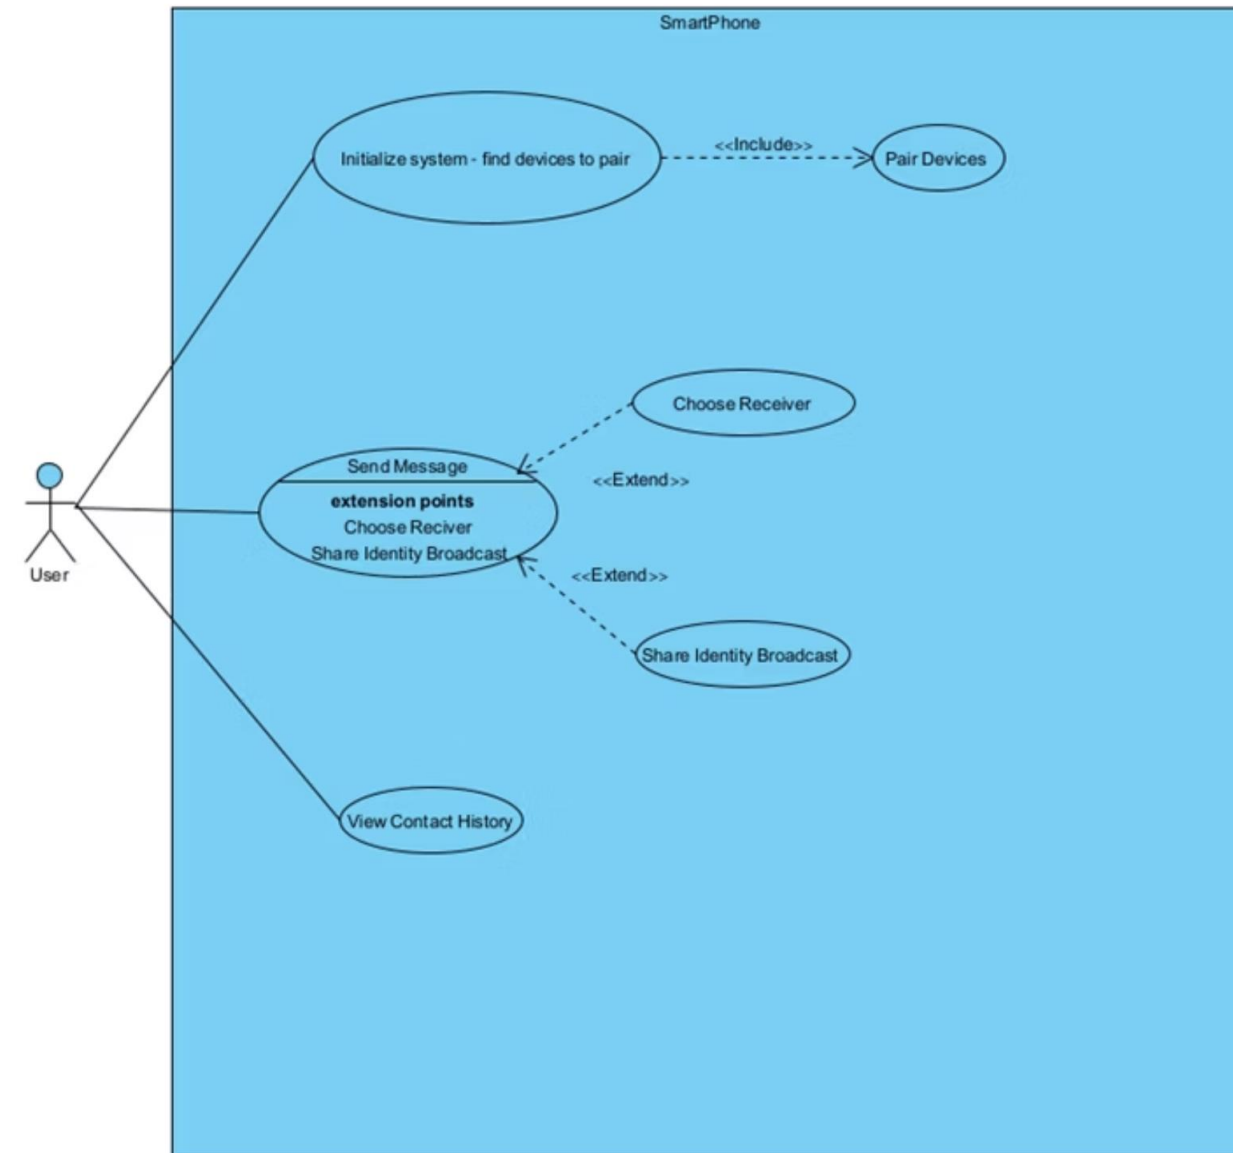 SmartPhone
Initialize system - find devices to pair
<<Include>>
Pair Devices
Choose Receiver
<<Extend>>
Send Message
extension points
Choose Reciver
Share Identity Broadcast
<<Extend>>
Share Identity Broadcast
User
View Contact History